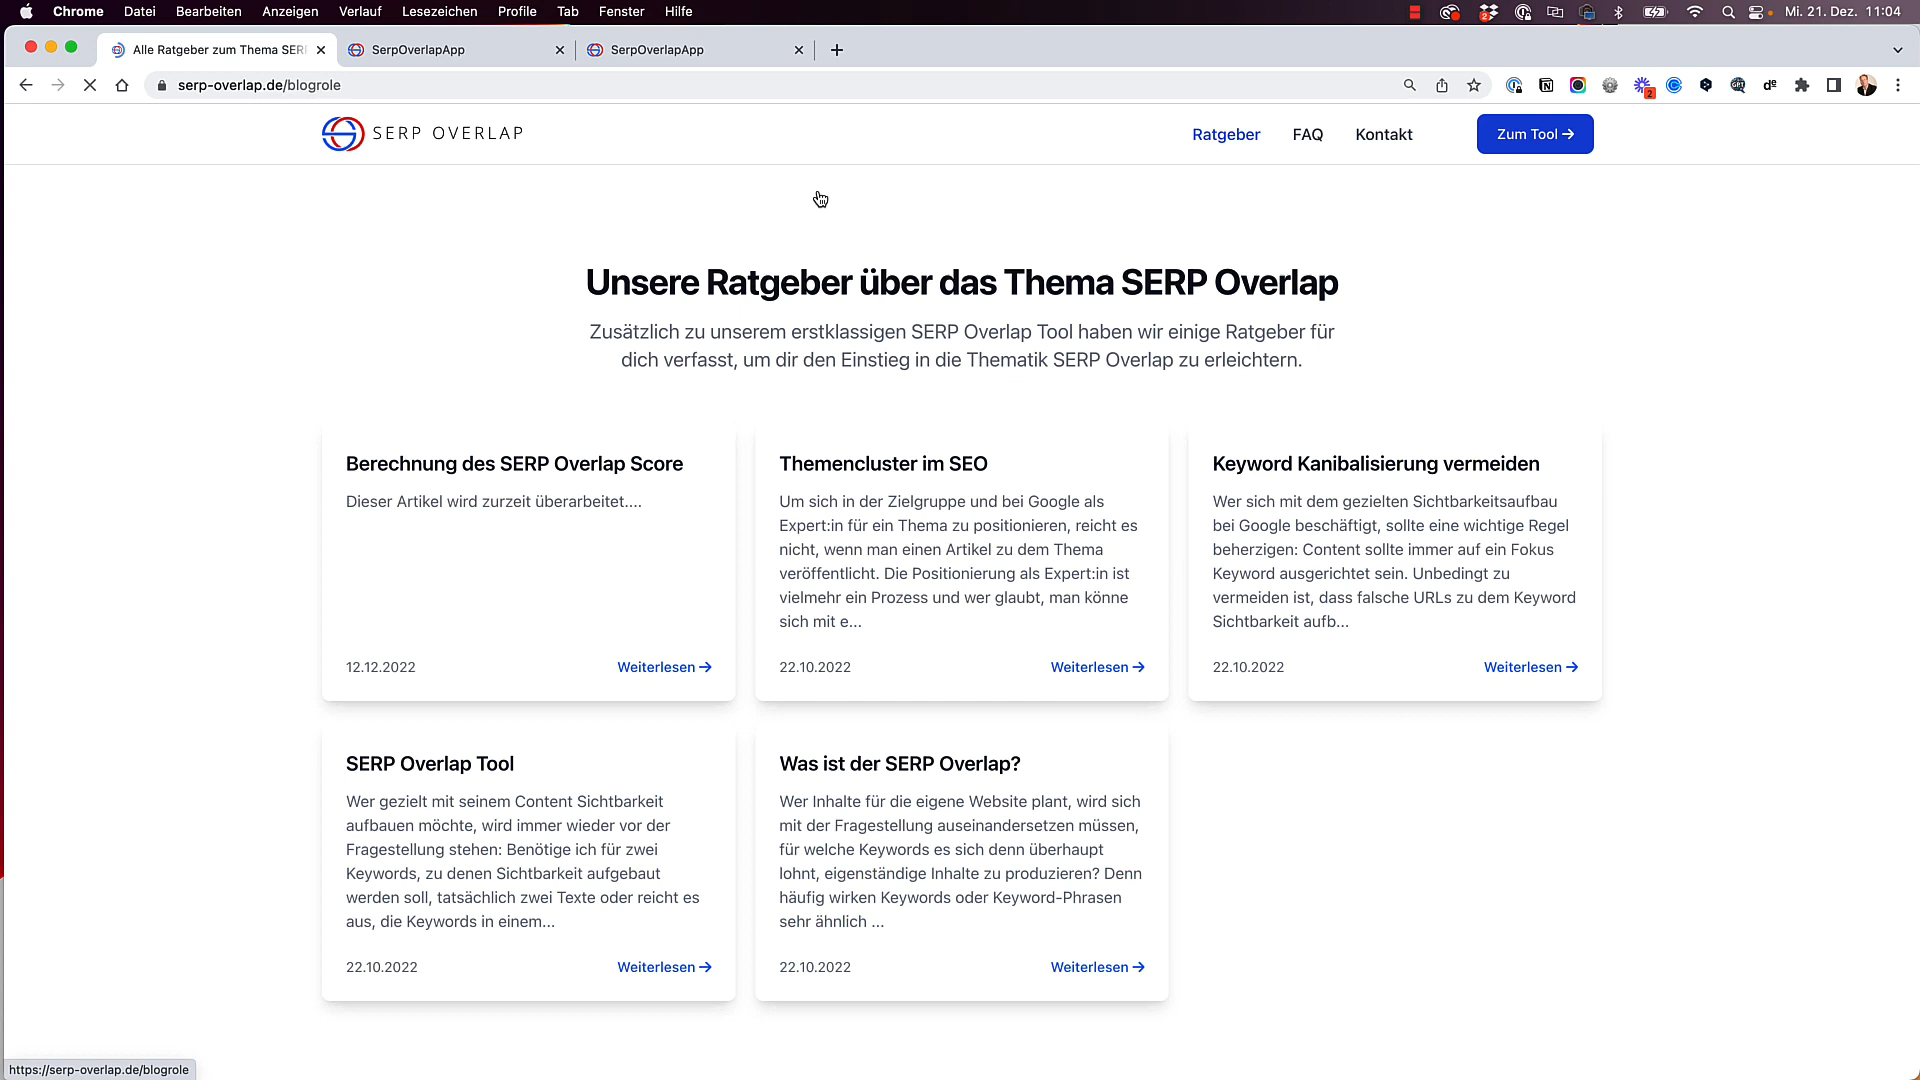 Chrome Datei Bearbeiten Anzeigen Verlauf Lesezeichen Profile Tab Fenster Hilfe
2
Mi. 21. Dez. 11:04
Alle Ratgeber zum Thema SER
SerpOverlapApp
SerpOverlapApp
serp-overlap.de/blogrole
2
de
SERP OVERLAP
Ratgeber FAQ Kontakt Zum Tool →
Unsere Ratgeber über das Thema SERP Overlap
Zusätzlich zu unserem erstklassigen SERP Overlap Tool haben wir einige Ratgeber für
dich verfasst, um dir den Einstieg in die Thematik SERP Overlap zu erleichtern.
Berechnung des SERP Overlap Score
Dieser Artikel wird zurzeit überarbeitet....
12.12.2022 Weiterlesen →
Themencluster im SEO
Um sich in der Zielgruppe und bei Google als
Expert:in für ein Thema zu positionieren, reicht es
nicht, wenn man einen Artikel zu dem Thema
veröffentlicht. Die Positionierung als Expert:in ist
vielmehr ein Prozess und wer glaubt, man könne
sich mit e...
22.10.2022 Weiterlesen →
Keyword Kanibalisierung vermeiden
Wer sich mit dem gezielten Sichtbarkeitsaufbau
bei Google beschäftigt, sollte eine wichtige Regel
beherzigen: Content sollte immer auf ein Fokus
Keyword ausgerichtet sein. Unbedingt zu
vermeiden ist, dass falsche URLs zu dem Keyword
Sichtbarkeit aufb...
22.10.2022 Weiterlesen →
SERP Overlap Tool
Wer gezielt mit seinem Content Sichtbarkeit
aufbauen möchte, wird immer wieder vor der
Fragestellung stehen: Benötige ich für zwei
Keywords, zu denen Sichtbarkeit aufgebaut
werden soll, tatsächlich zwei Texte oder reicht es
aus, die Keywords in einem...
22.10.2022 Weiterlesen →
Was ist der SERP Overlap?
Wer Inhalte für die eigene Website plant, wird sich
mit der Fragestellung auseinandersetzen müssen,
für welche Keywords es sich denn überhaupt
lohnt, eigenständige Inhalte zu produzieren? Denn
häufig wirken Keywords oder Keyword-Phrasen
sehr ähnlich ...
22.10.2022 Weiterlesen →
https://serp-overlap.de/blogrole